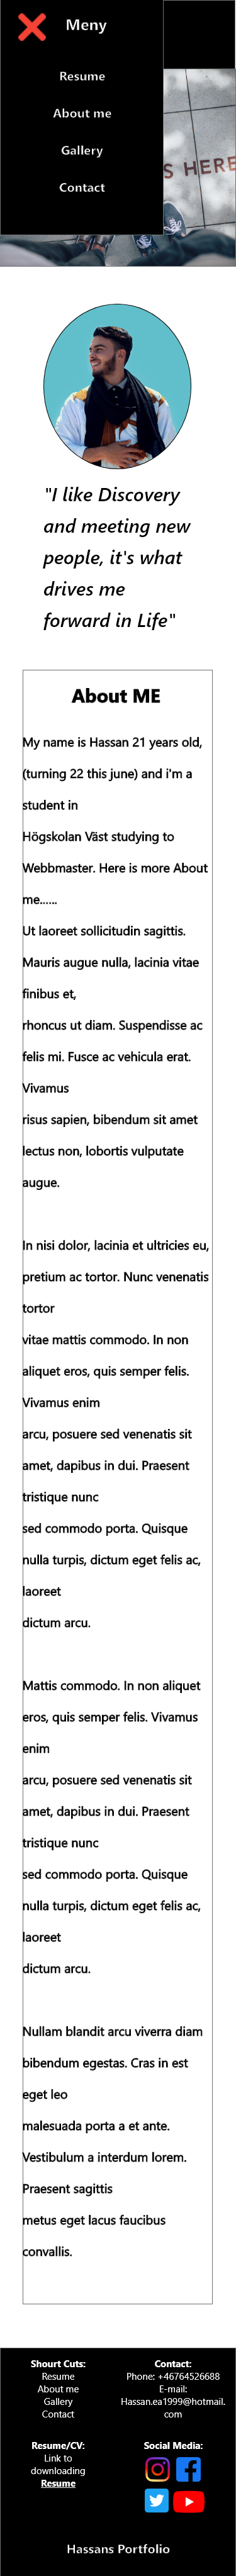 Meny
Resume
About me
Gallery
Contact
S HERE
"I like Discovery
and meeting new
people, it's what
drives me
forward in Life"
About ME
My name is Hassan 21 years old,
(turning 22 this june) and i'm a
student in
Högskolan Väst studying to
Webbmaster. Here is more About
me......
Ut laoreet sollicitudin sagittis.
Mauris augue nulla, lacinia vitae
finibus et,
rhoncus ut diam. Suspendisse ac
felis mi. Fusce ac vehicula erat.
Vivamus
risus sapien, bibendum sit amet
lectus non, lobortis vulputate
augue.
In nisi dolor, lacinia et ultricies eu,
pretium ac tortor. Nunc venenatis
tortor
vitae mattis commodo. In non
aliquet eros, quis semper felis.
Vivamus enim
arcu, posuere sed venenatis sit
amet, dapibus in dui. Praesent
tristique nunc
sed commodo porta. Quisque
nulla turpis, dictum eget felis ac,
laoreet
dictum arcu.
Mattis commodo. In non aliquet
eros, quis semper felis. Vivamus
enim
arcu, posuere sed venenatis sit
amet, dapibus in dui. Praesent
tristique nunc
sed commodo porta. Quisque
nulla turpis, dictum eget felis ac,
laoreet
dictum arcu.
Nullam blandit arcu viverra diam
bibendum egestas. Cras in est
eget leo
malesuada porta a et ante.
Vestibulum a interdum lorem.
Praesent sagittis
metus eget lacus faucibus
convallis.
Shourt Cuts:
Resume
About me
Gallery
Contact
Contact:
Phone: +46764526688
E-mail:
Hassan.ea1999@hotmail.
com
Resume/CV:
Link to
downloading
Resume
Social Media:
Hassans Portfolio